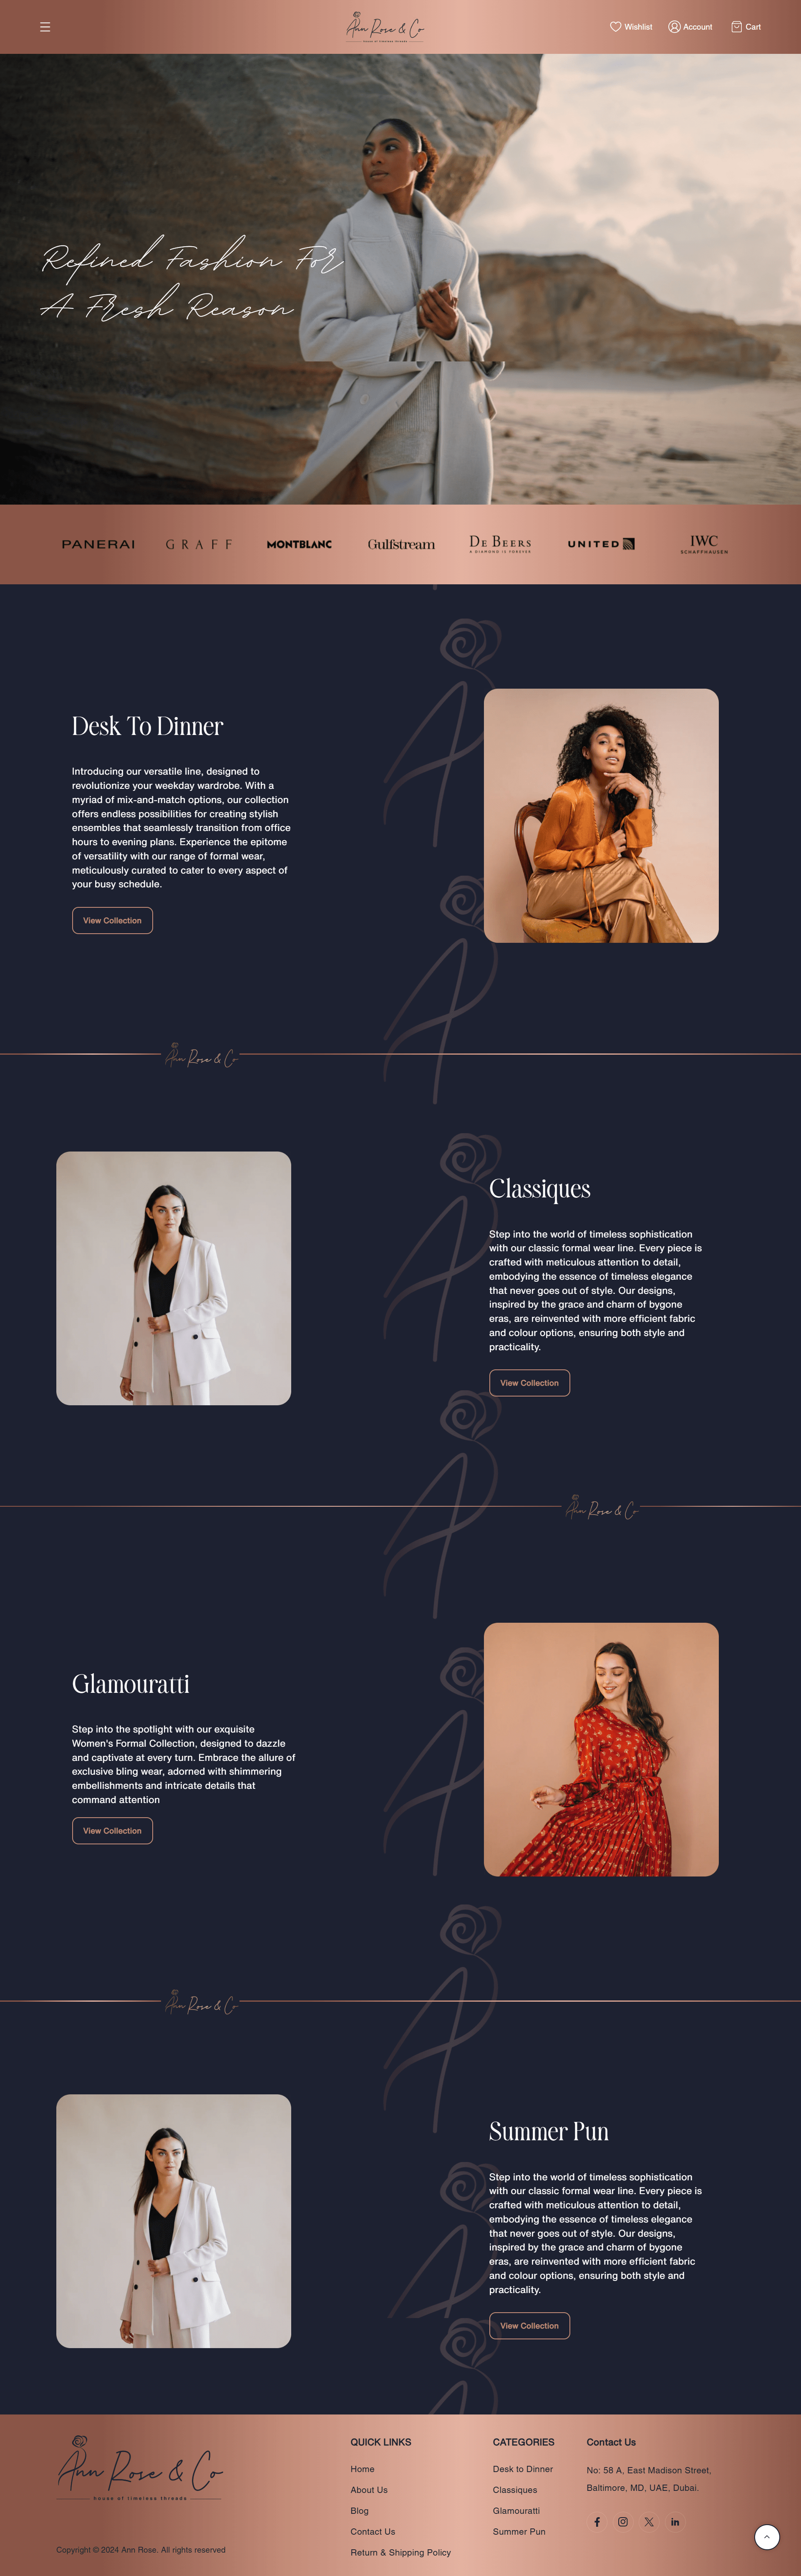 Ann Rose & Co
house of timeless threads
Wishlist
Account
Cart
Refined Fashion For
A Fresh Reason
PANERAI
GRAFF
MONTBLANC
Gulfstream
DE BEERS
A DIAMOND IS FOREVER
UNITED
IWC
SCHAFFHAUSEN
Desk To Dinner
Introducing our versatile line, designed to
revolutionize your weekday wardrobe. With a
myriad of mix-and-match options, our collection
offers endless possibilities for creating stylish
ensembles that seamlessly transition from office
hours to evening plans. Experience the epitome
of versatility with our range of formal wear,
meticulously curated to cater to every aspect of
your busy schedule.
View Collection
Ann Rose & Co
Classiques
Step into the world of timeless sophistication
with our classic formal wear line. Every piece is
crafted with meticulous attention to detail,
embodying the essence of timeless elegance
that never goes out of style. Our designs,
inspired by the grace and charm of bygone
eras, are reinvented with more efficient fabric
and colour options, ensuring both style and
practicality.
View Collection
Ann Rose & Co
Glamouratti
Step into the spotlight with our exquisite
Women's Formal Collection, designed to dazzle
and captivate at every turn. Embrace the allure of
exclusive bling wear, adorned with shimmering
embellishments and intricate details that
command attention
View Collection
Ann Rose & Co
Summer Pun
Step into the world of timeless sophistication
with our classic formal wear line. Every piece is
crafted with meticulous attention to detail,
embodying the essence of timeless elegance
that never goes out of style. Our designs,
inspired by the grace and charm of bygone
eras, are reinvented with more efficient fabric
and colour options, ensuring both style and
practicality.
View Collection
Ann Rose & Co
house of timeless threads
Copyright © 2024 Ann Rose. All rights reserved
QUICK LINKS
Home
About Us
Blog
Contact Us
Return & Shipping Policy
CATEGORIES
Desk to Dinner
Classiques
Glamouratti
Summer Pun
Contact Us
No: 58 A, East Madison Street,
Baltimore, MD, UAE, Dubai.